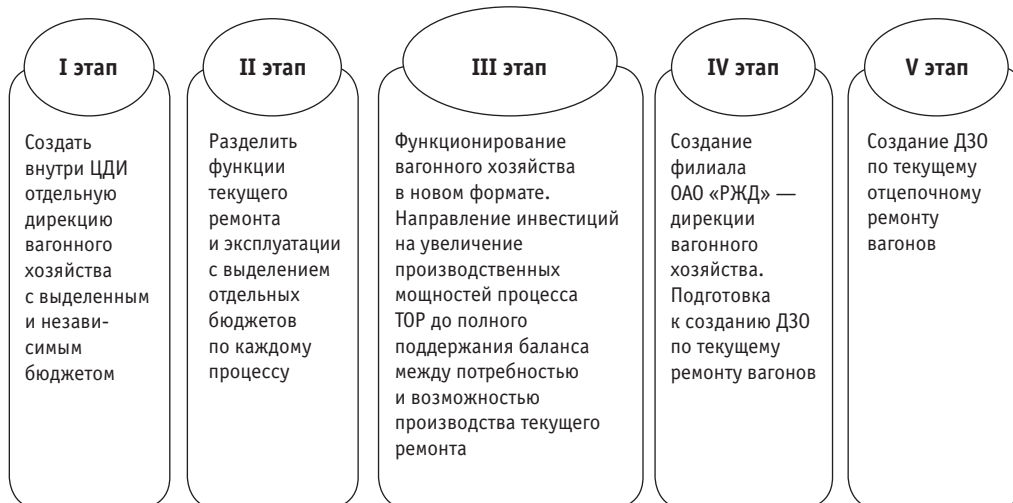 I этап
Создать
внутри ЦДИ
отдельную
дирекцию
вагонного
хозяйства
с выделенным
и незави-
симым
бюджетом
II этап
Разделить
функции
текущего
ремонта
и эксплуатации
с выделением
отдельных
бюджетов
по каждому
процессу
III этап
Функционирование
вагонного хозяйства
в новом формате.
Направление инвестиций
на увеличение
производственных
мощностей процесса
ТОР до полного
поддержания баланса
между потребностью
и возможностью
производства текущего
ремонта
IV этап
Создание
филиала
ОАО «РЖД» —
дирекции
вагонного
хозяйства.
Подготовка
к созданию ДЗО
по текущему
ремонту вагонов
V этап
Создание ДЗО
по текущему
отцепочному
ремонту
вагонов